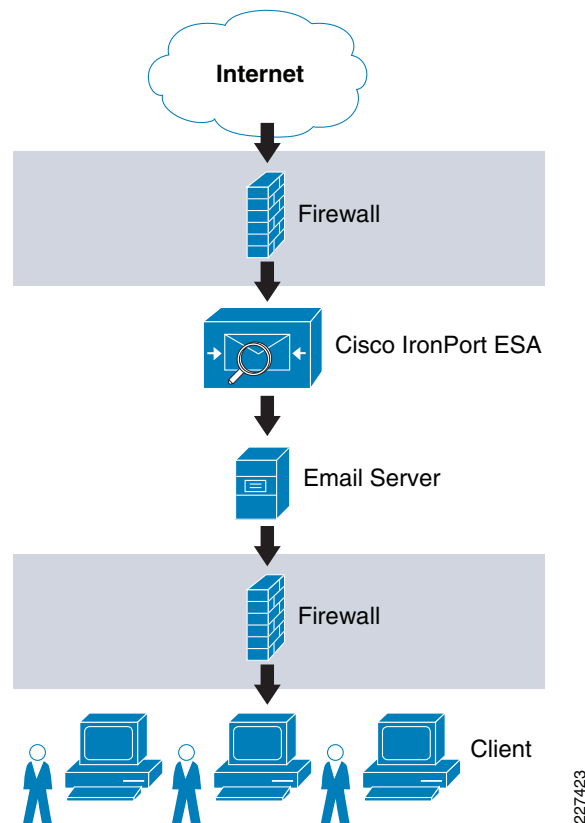 Internet
Firewall
Cisco IronPort ESA
Email Server
Firewall
Client
227423